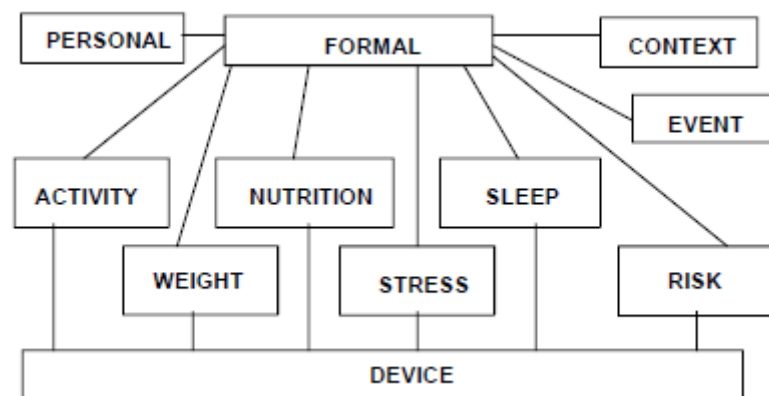 PERSONAL
FORMAL
CONTEXT
EVENT
ACTIVITY
NUTRITION
SLEEP
WEIGHT
STRESS
RISK
DEVICE